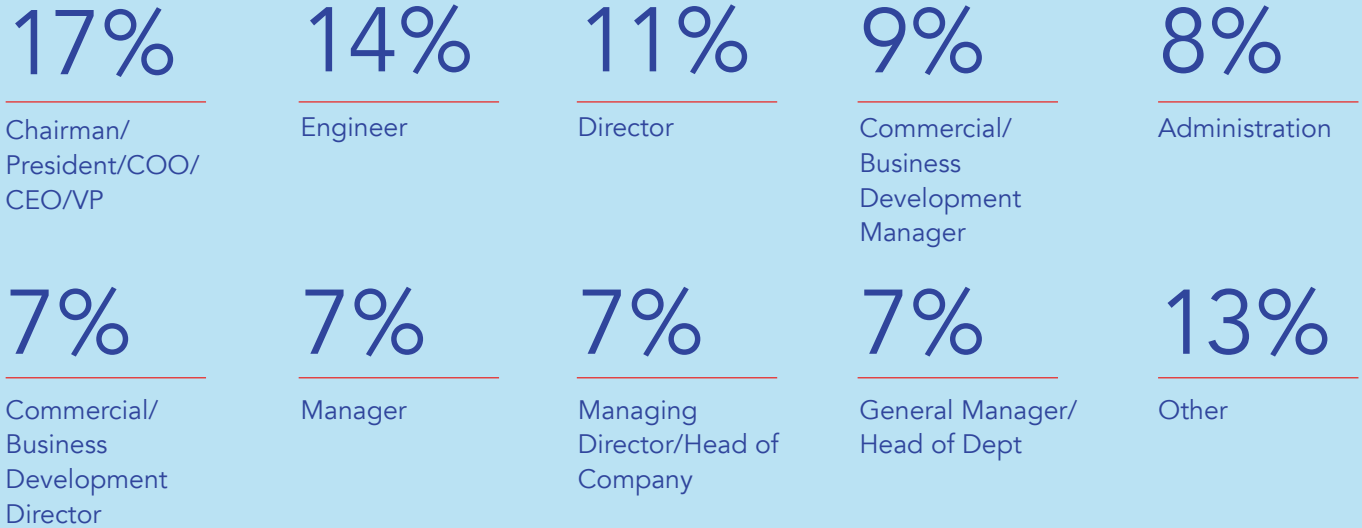 17%
Chairman/
President/COO/
CEO/VP
14%
Engineer
11%
Director
9%
Commercial/
Business
Development
Manager
8%
Administration
7%
Commercial/
Business
Development
Director
7%
Manager
7%
Managing
Director/Head of
Company
7%
General Manager/
Head of Dept
13%
Other